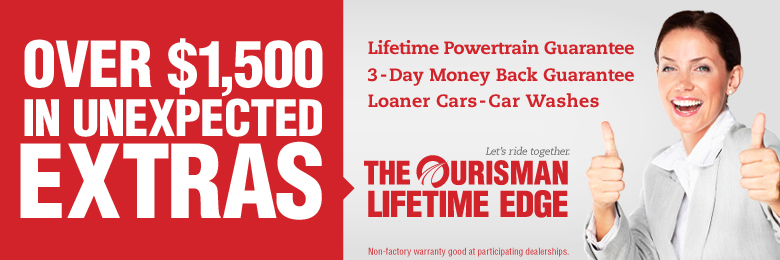 OVER $1,500
IN UNEXPECTED
EXTRAS
Lifetime Powertrain Guarantee
3-Day Money Back Guarantee
Loaner Cars-Car Washes
Let's ride together.
THE OURISMAN
LIFETIME EDGE
Non-factory warranty good at participating dealerships.